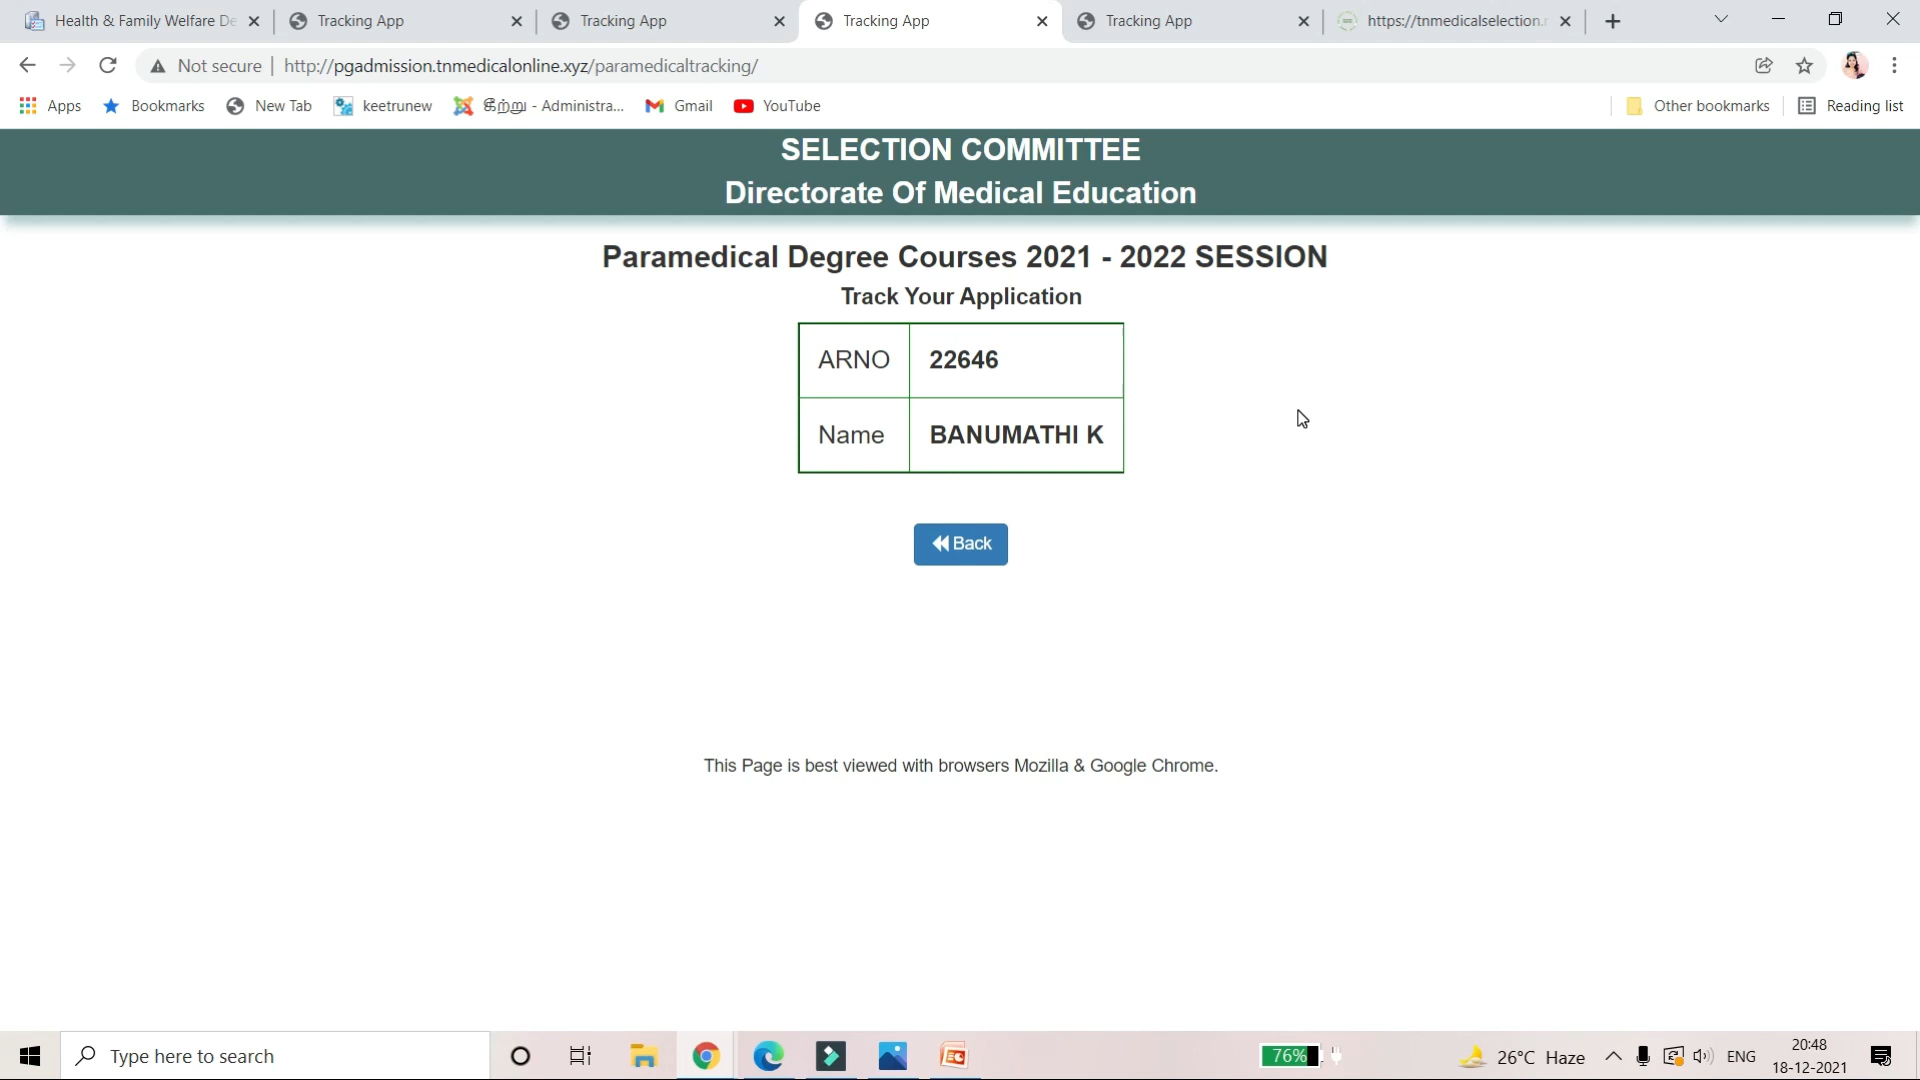 Health & Family Welfare De
Tracking App
Tracking App
Tracking App
Tracking App
https://tnmedicalselection.
Not secure
http://pgadmission.tnmedicalonline.xyz/paramedicaltracking/
Apps
Bookmarks
New Tab
keetrunew
கீற்று - Administra...
Gmail
YouTube
Other bookmarks
Reading list
SELECTION COMMITTEE
Directorate Of Medical Education
Paramedical Degree Courses 2021 - 2022 SESSION
Track Your Application
ARNO 22646
Name BANUMATHI K
Back
This Page is best viewed with browsers Mozilla & Google Chrome.
Type here to search
76%
26°C Haze
ENG
20:48
18-12-2021